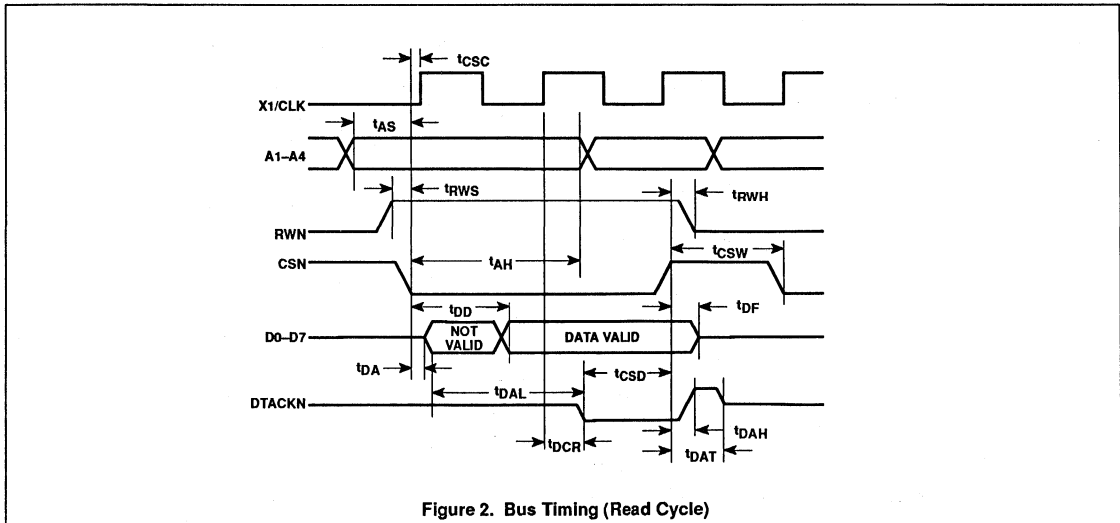 tCSC
X1/CLK
tAS
A1–A4
tRWS
tRWH
RWN
tCSW
CSN
tAH
tDD
tDF
D0–D7
NOT VALID
DATA VALID
tDA
tCSD
tDAL
DTACKN
tDCR
tDAH
tDAT
Figure 2. Bus Timing (Read Cycle)